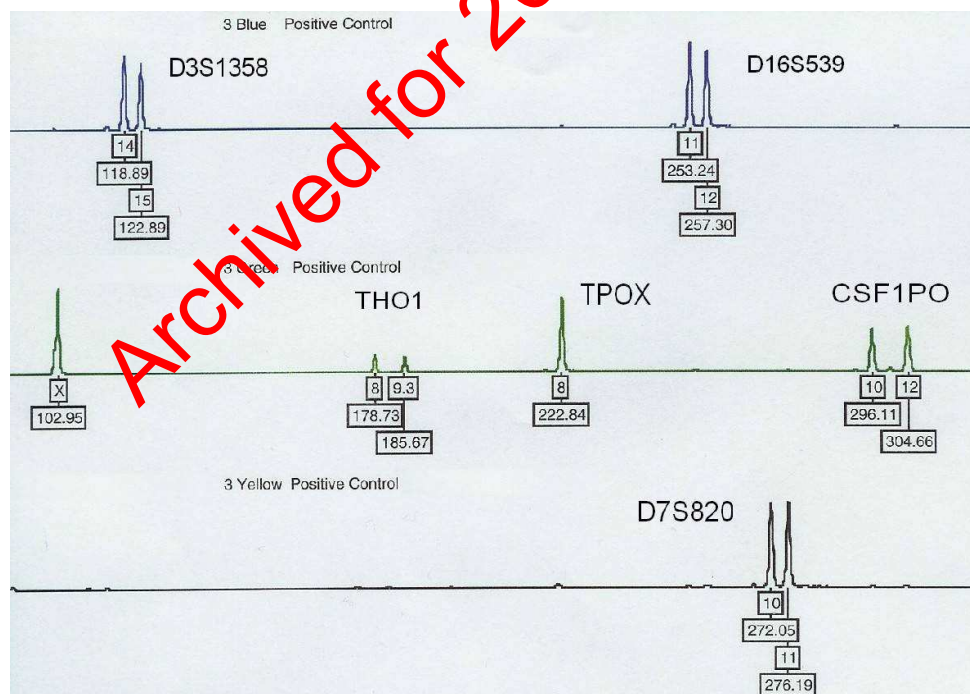 3 Blue Positive Control
D3S1358
D16S539
14
118.89
15
122.89
11
253.24
12
257.30
3 Green Positive Control
THO1
TPOX
CSF1PO
X
102.95
8
178.73
9.3
185.67
8
222.84
10
296.11
12
304.66
3 Yellow Positive Control
D7S820
10
272.05
11
276.19
Archived for 20